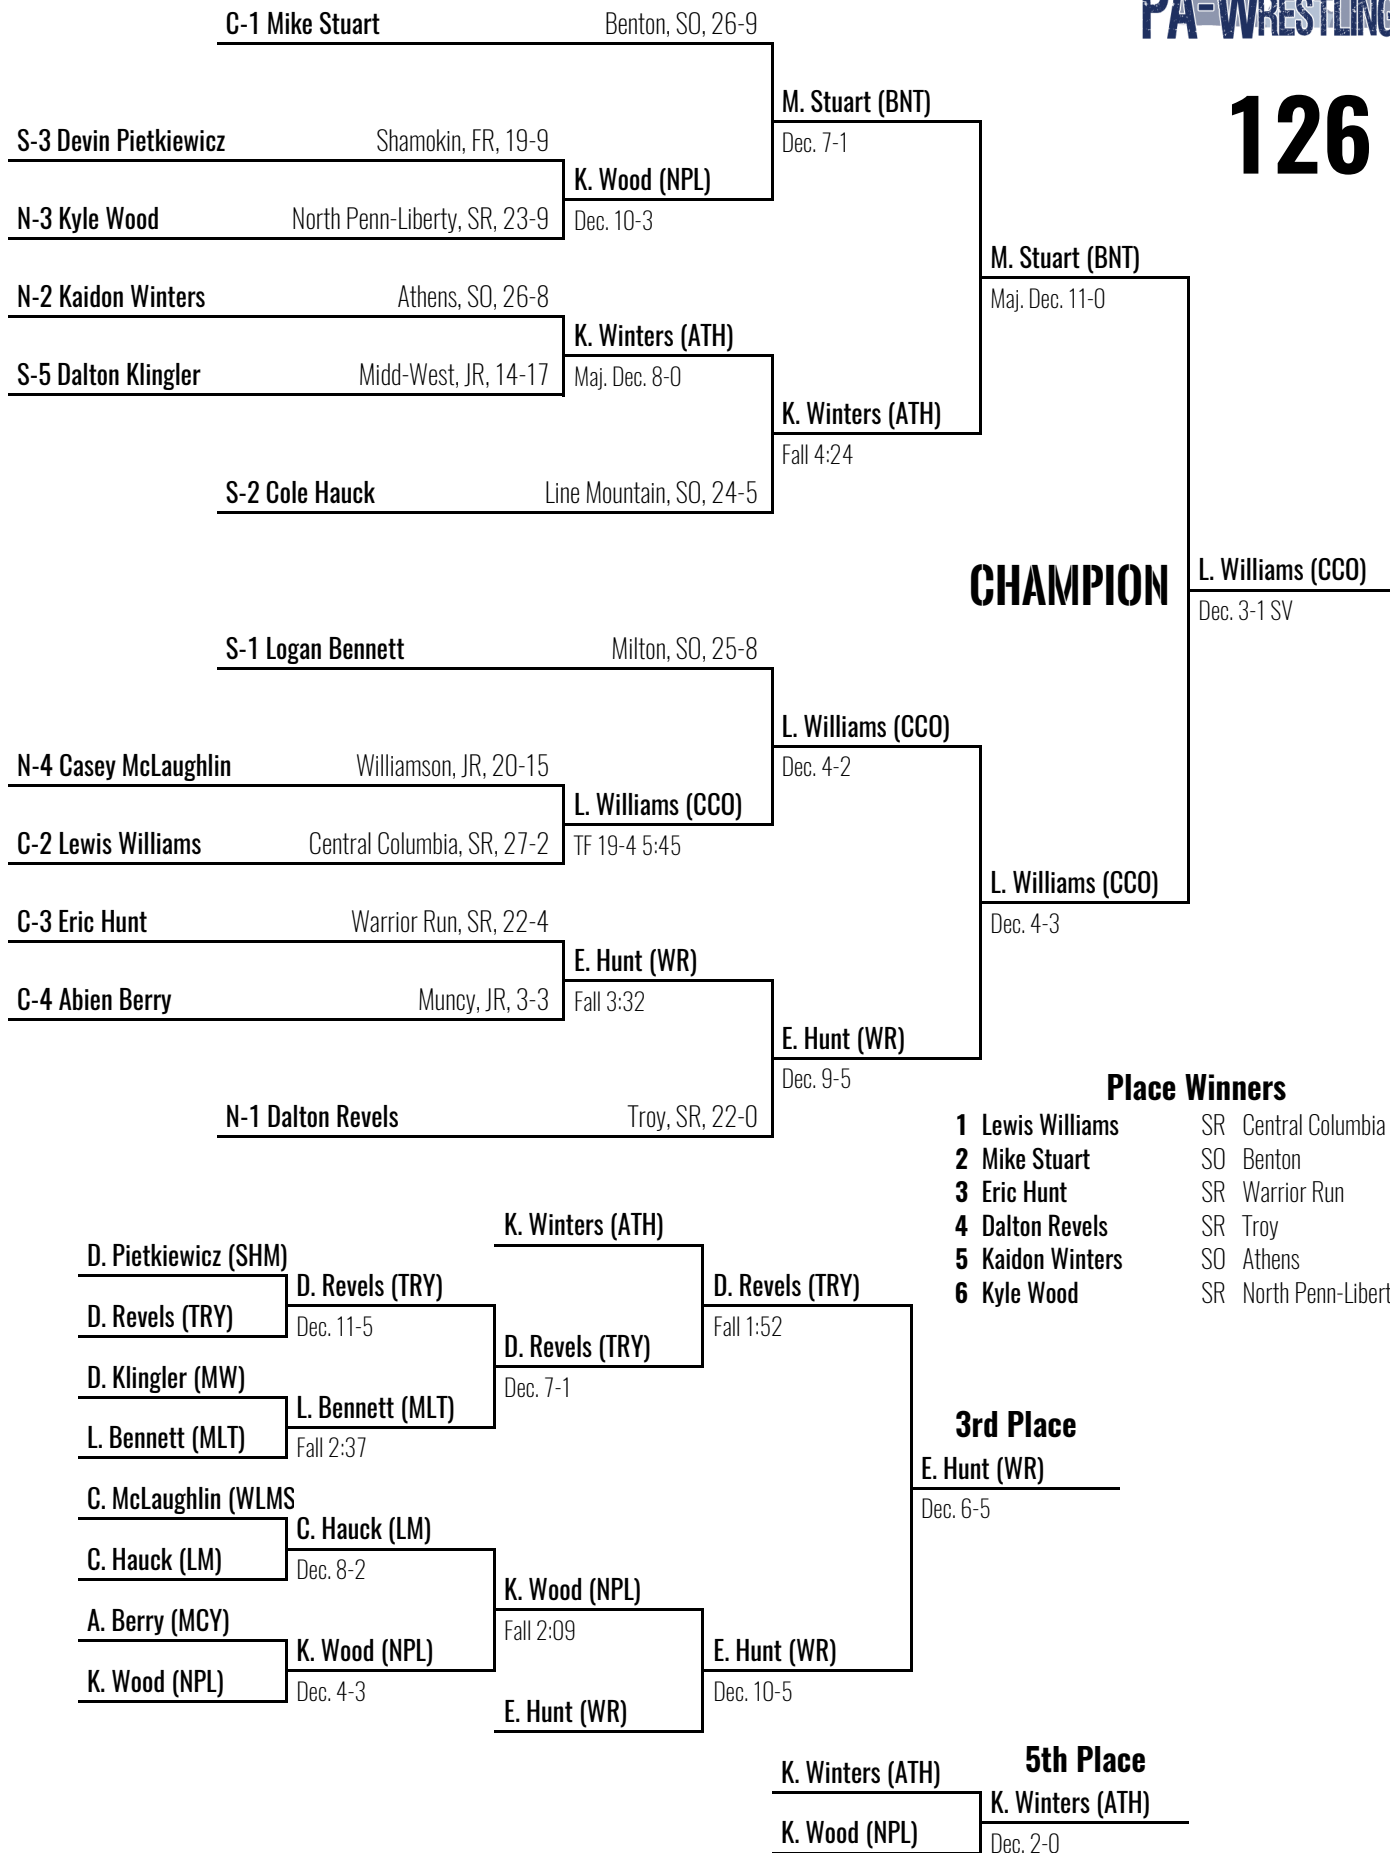 PA-WRESTLING
126
C-1 Mike Stuart Benton, SO, 26-9
M. Stuart (BNT)
Dec. 7-1
S-3 Devin Pietkiewicz Shamokin, FR, 19-9
K. Wood (NPL)
Dec. 10-3
N-3 Kyle Wood North Penn-Liberty, SR, 23-9
M. Stuart (BNT)
Maj. Dec. 11-0
N-2 Kaidon Winters Athens, SO, 26-8
K. Winters (ATH)
Maj. Dec. 8-0
S-5 Dalton Klingler Midd-West, JR, 14-17
K. Winters (ATH)
Fall 4:24
S-2 Cole Hauck Line Mountain, SO, 24-5
CHAMPION
L. Williams (CCO)
Dec. 3-1 SV
S-1 Logan Bennett Milton, SO, 25-8
L. Williams (CCO)
Dec. 4-2
N-4 Casey McLaughlin Williamson, JR, 20-15
L. Williams (CCO)
TF 19-4 5:45
C-2 Lewis Williams Central Columbia, SR, 27-2
L. Williams (CCO)
Dec. 4-3
C-3 Eric Hunt Warrior Run, SR, 22-4
E. Hunt (WR)
Fall 3:32
C-4 Abien Berry Muncy, JR, 3-3
E. Hunt (WR)
Dec. 9-5
N-1 Dalton Revels Troy, SR, 22-0
Place Winners
1 Lewis Williams SR Central Columbia
2 Mike Stuart SO Benton
3 Eric Hunt SR Warrior Run
4 Dalton Revels SR Troy
5 Kaidon Winters SO Athens
6 Kyle Wood SR North Penn-Libert
K. Winters (ATH)
D. Pietkiewicz (SHM)
D. Revels (TRY)
Dec. 11-5
D. Revels (TRY)
D. Revels (TRY)
Fall 1:52
D. Revels (TRY)
Dec. 7-1
D. Klingler (MW)
L. Bennett (MLT)
Fall 2:37
L. Bennett (MLT)
3rd Place
E. Hunt (WR)
Dec. 6-5
C. McLaughlin (WLMS
C. Hauck (LM)
Dec. 8-2
C. Hauck (LM)
K. Wood (NPL)
Fall 2:09
A. Berry (MCY)
K. Wood (NPL)
Dec. 4-3
K. Wood (NPL)
E. Hunt (WR)
Dec. 10-5
E. Hunt (WR)
5th Place
K. Winters (ATH)
K. Winters (ATH)
Dec. 2-0
K. Wood (NPL)